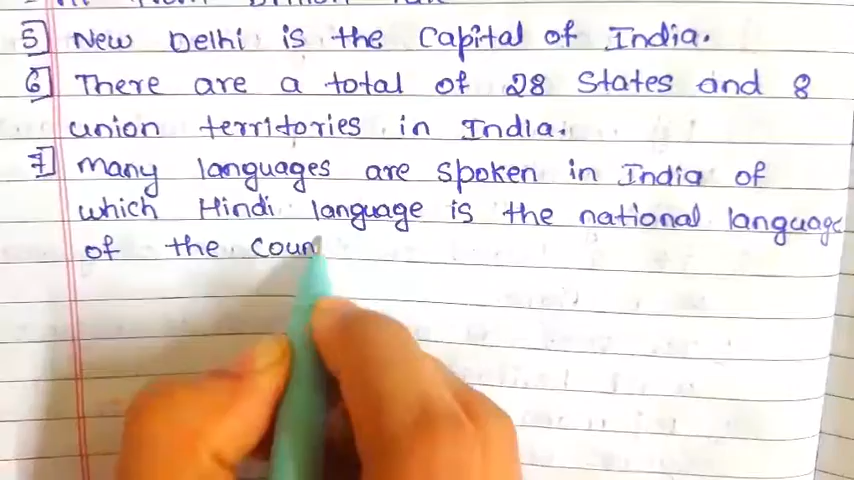 5 New Delhi is the Capital of India.
6 There are a total of 28 States and 8
union territories in India.
7 many languages are spoken in India of
which Hindi language is the national language
of the coun